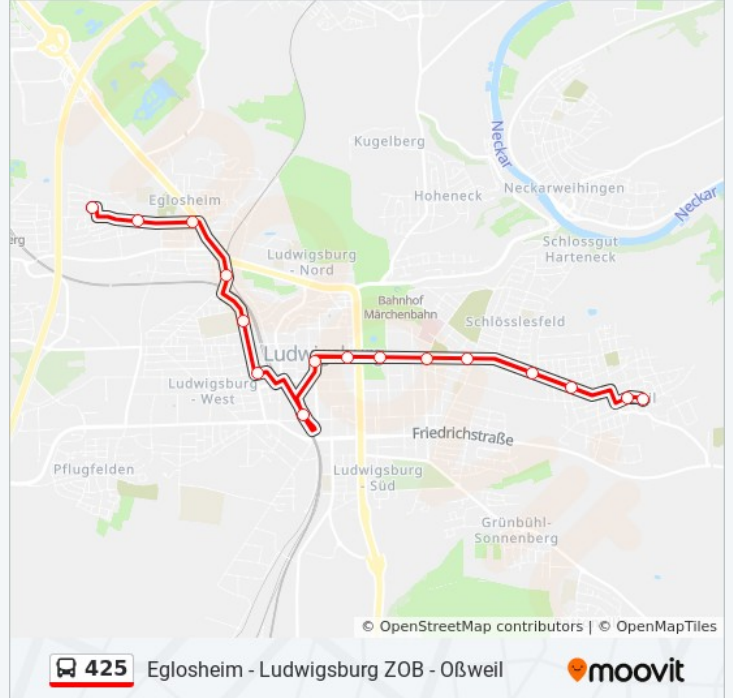 Kugelberg
Neckar
Hoheneck
Neckarweihingen
Neckar
Eglosheim
erg
Schlossgut
Harteneck
Ludwigsburg
- Nord
Bahnhof
Märchenbahn
Schlösslesfeld
Ludwigsburg
- West
Friedrichstraße
Pflugfelden
Ludwigsburg
- Süd
Grünbühl-
Sonnenberg
© OpenStreetMap contributors | © OpenMapTiles
425 Eglosheim - Ludwigsburg ZOB - Oßweil
moovit